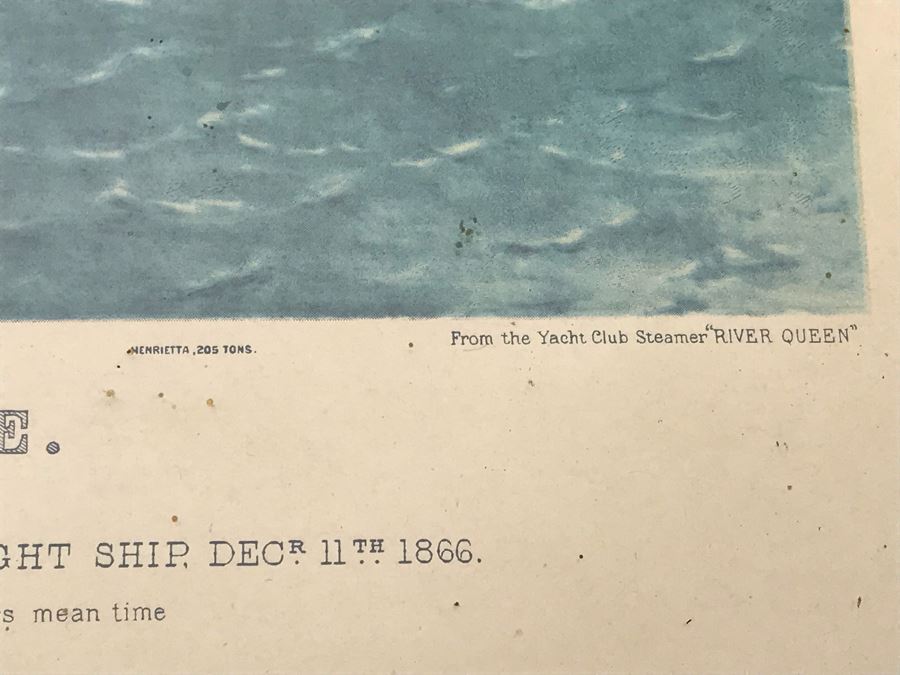 HENRIETTA, 205 TONS.
From the Yacht Club Steamer "RIVER QUEEN"
E.
GHT SHIP, DECR. 11TH. 1866.
s mean time